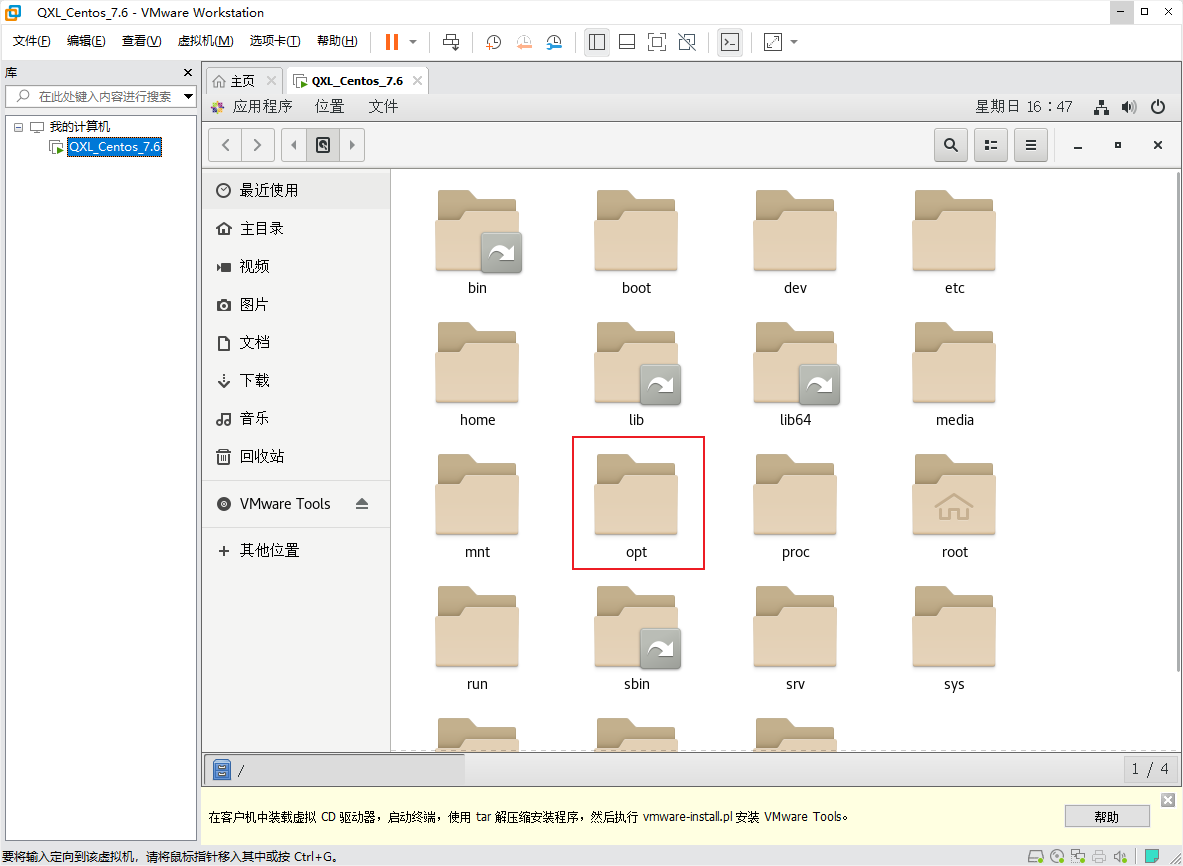 QXL_Centos_7.6 - VMware Workstation
文件(F) 编辑(E) 查看(V) 虚拟机(M) 选项卡(T) 帮助(H)
库
在此处键入内容进行搜索
我的计算机
QXL_Centos_7.6
主页 QXL_Centos_7.6
应用程序 位置 文件 星期日 16：47
最近使用
主目录
视频
图片
文档
下载
音乐
回收站
VMware Tools
其他位置
bin boot dev etc
home lib lib64 media
mnt opt proc root
run sbin srv sys
/ 1 / 4
在客户机中装载虚拟 CD 驱动器，启动终端，使用 tar 解压缩安装程序，然后执行 vmware-install.pl 安装 VMware Tools。
帮助
要将输入定向到该虚拟机，请将鼠标指针移入其中或按 Ctrl+G。